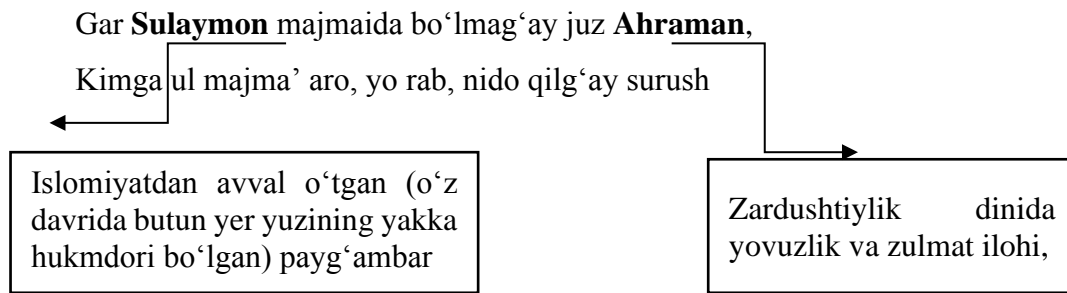 Gar Sulaymon majmaida bo‘lmag‘ay juz Ahraman,
Kimga ul majma’ aro, yo rab, nido qilg‘ay surush
Islomiyatdan avval o‘tgan (o‘z
davrida butun yer yuzining yakka
hukmdori bo‘lgan) payg‘ambar
Zardushtiylik dinida
yovuzlik va zulmat ilohi,